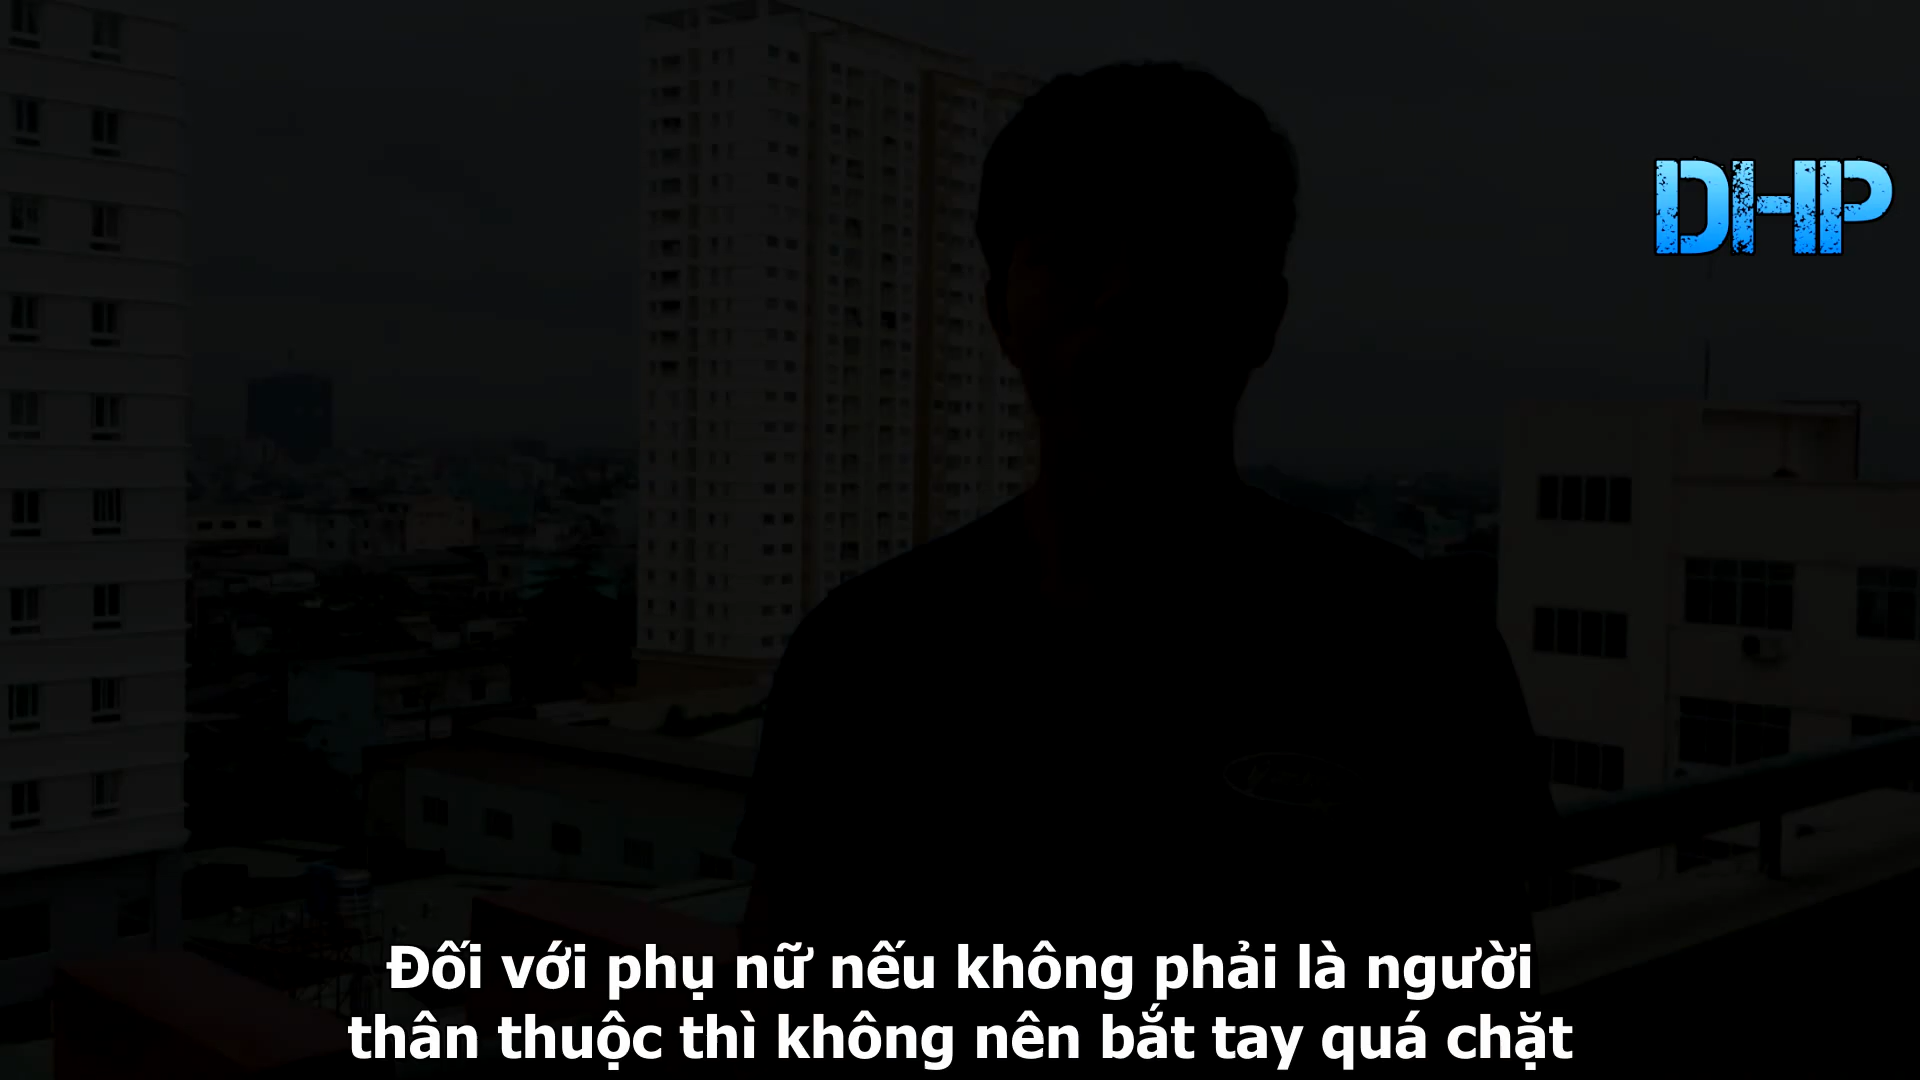 DHP
Đối với phụ nữ nếu không phải là người
thân thuộc thì không nên bắt tay quá chặt